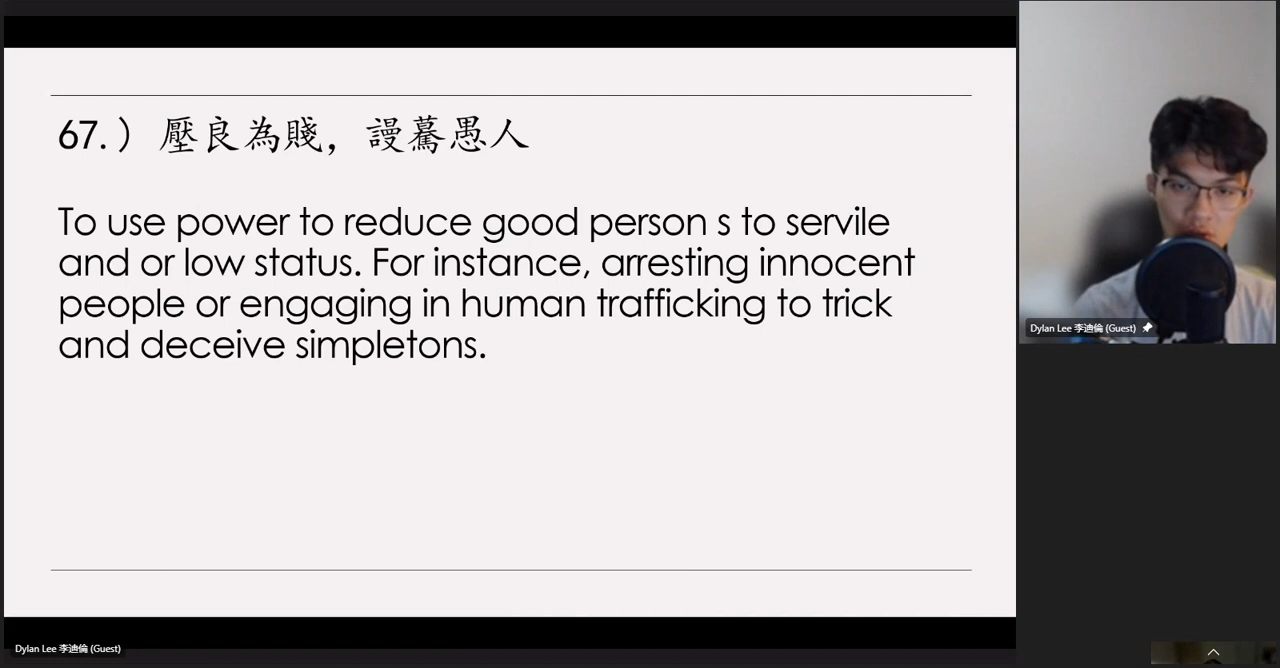 67.）壓良為賤，謾驀愚人
To use power to reduce good person s to servile
and or low status. For instance, arresting innocent
people or engaging in human trafficking to trick
and deceive simpletons.
Dylan Lee 李迪倫 (Guest)
Dylan Lee 李迪倫 (Guest)